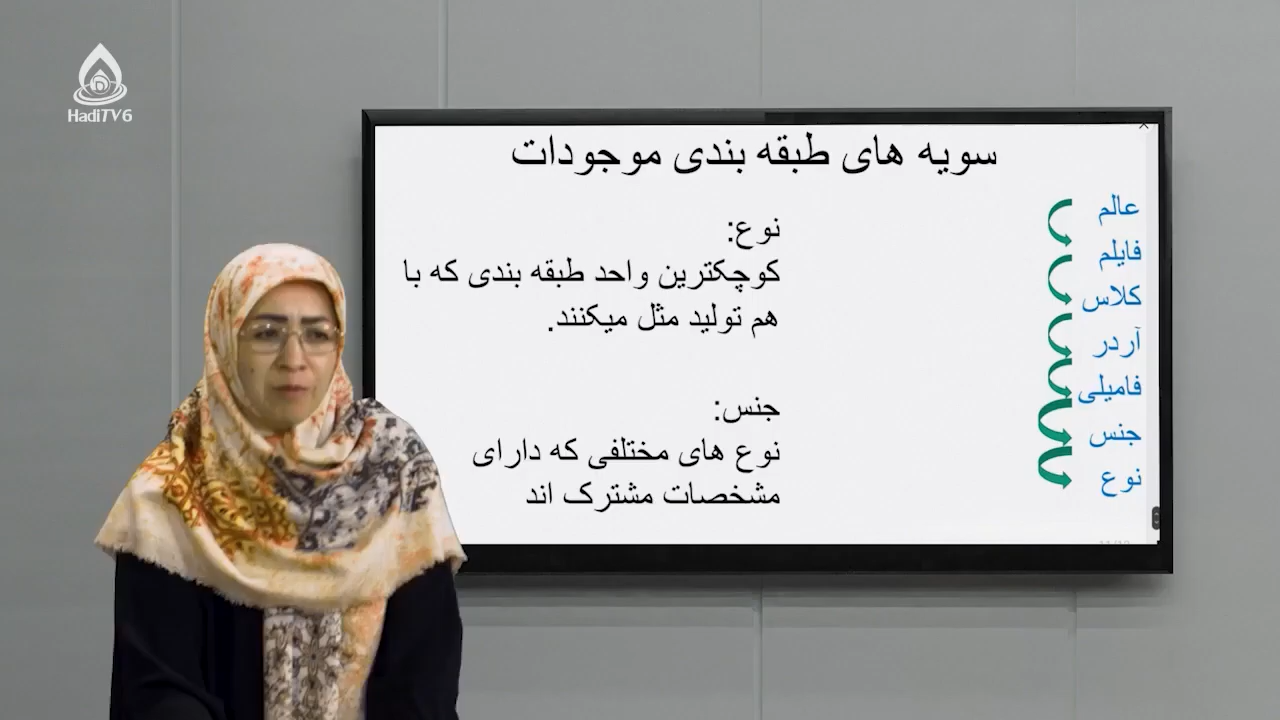 HadiTV6
سویه های طبقه بندی موجودات
نوع:
کوچکترین واحد طبقه بندی که با
هم تولید مثل میکنند.
جنس:
نوع های مختلفی که دارای
مشخصات مشترک اند
عالم
فایلم
کلاس
آردر
فامیلی
جنس
نوع